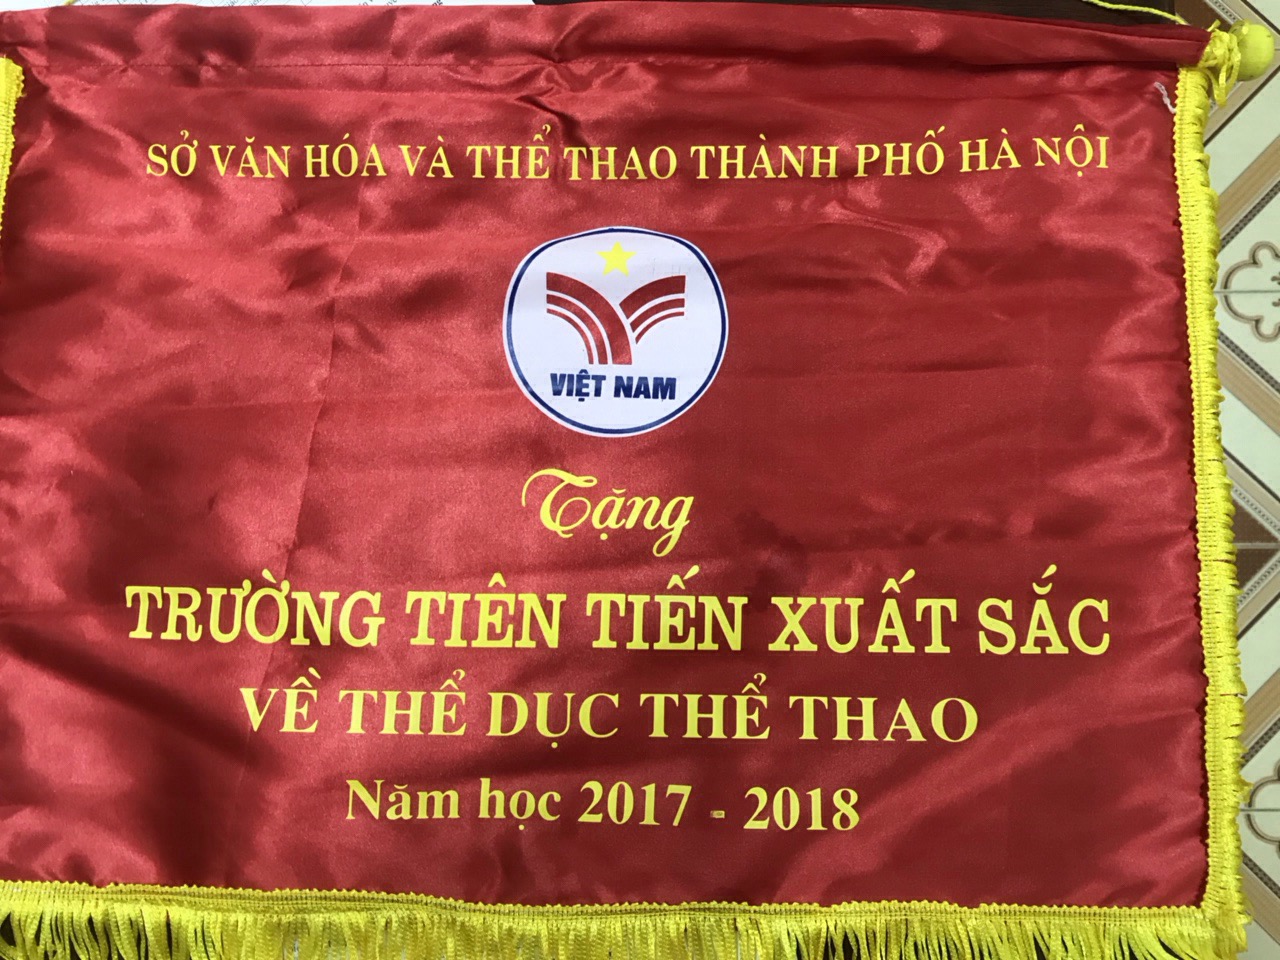 SỞ VĂN HÓA VÀ THỂ THAO THÀNH PHỐ HÀ NỘI
VIỆT NAM
Tặng
TRƯỜNG TIÊN TIẾN XUẤT SẮC
VỀ THỂ DỤC THỂ THAO
Năm học 2017 - 2018